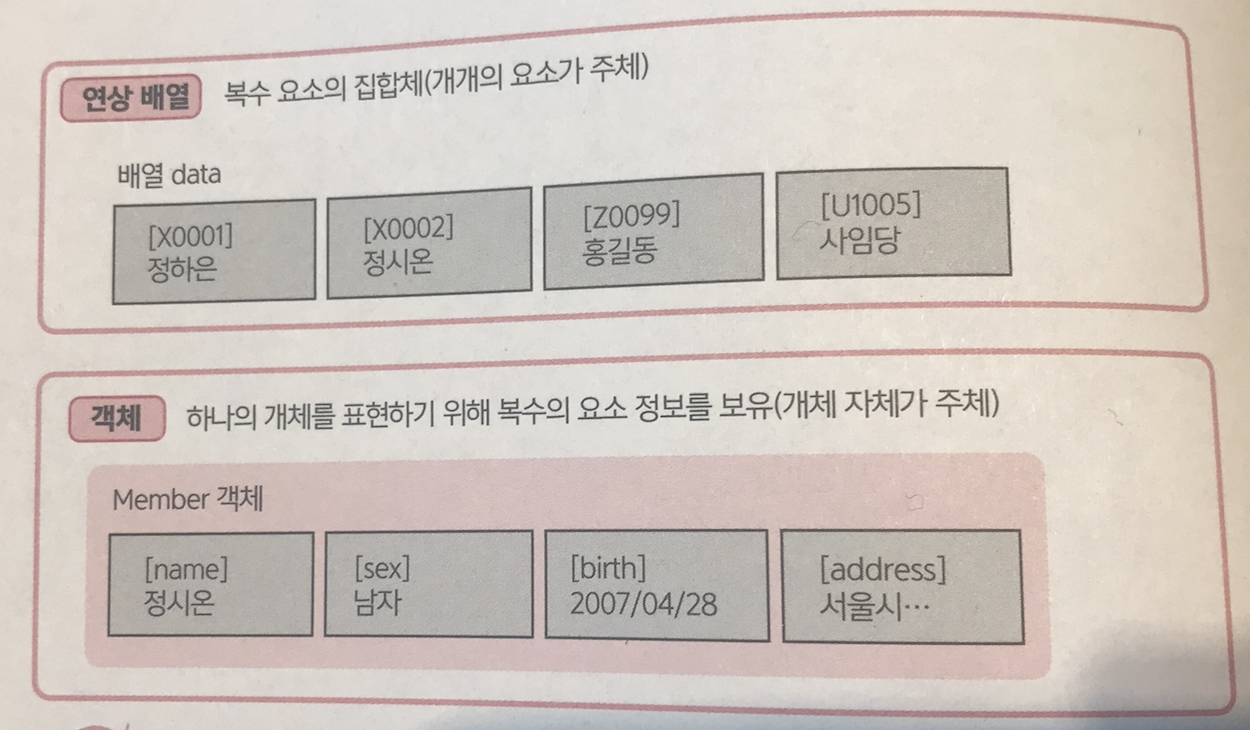 연상 배열 복수 요소의 집합체(개개의 요소가 주체)
배열 data
[X0001] [X0002] [Z0099] [U1005]
정하은 정시온 홍길동 사임당
객체 하나의 개체를 표현하기 위해 복수의 요소 정보를 보유(개체 자체가 주체)
Member 객체
[name] [sex] [birth] [address]
정시온 남자 2007/04/28 서울시…